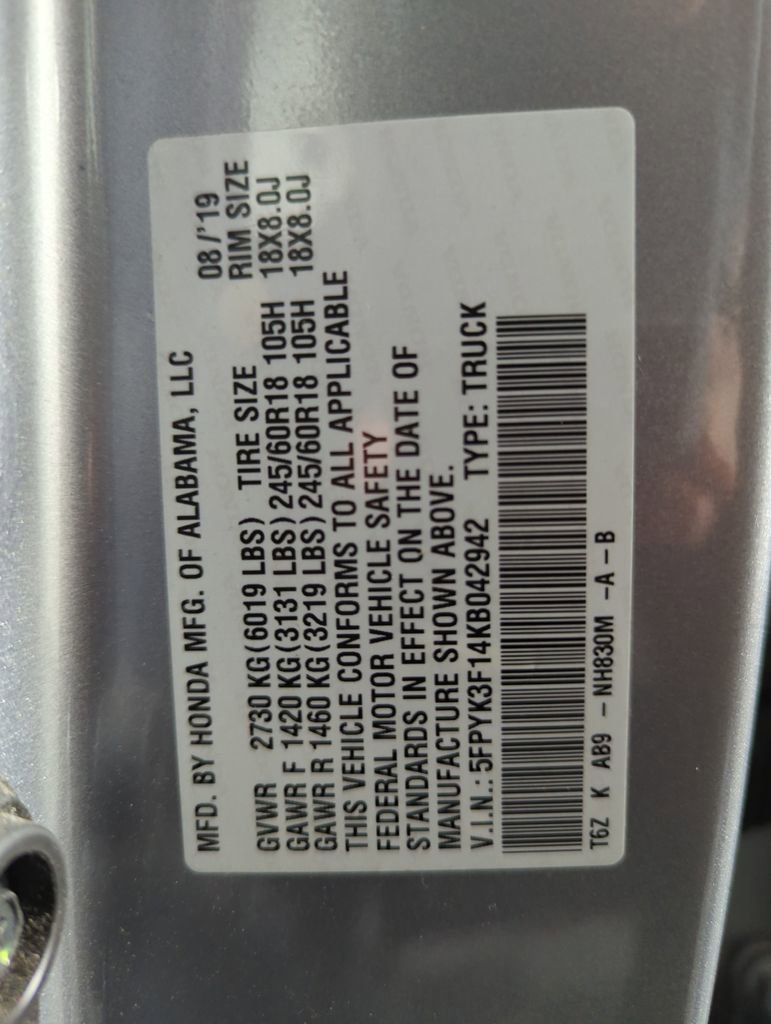 MFD. BY HONDA MFG. OF ALABAMA, LLC 08/'19
GVWR 2730 KG(6019 LBS) TIRE SIZE RIM SIZE
GAWR F 1420 KG(3131 LBS) 245/60R18 105H 18X8.0J
GAWR R 1460 KG(3219 LBS) 245/60R18 105H 18X8.0J
THIS VEHICLE CONFORMS TO ALL APPLICABLE
FEDERAL MOTOR VEHICLE SAFETY
STANDARDS IN EFFECT ON THE DATE OF
MANUFACTURE SHOWN ABOVE.
V.I.N.: 5FPYK3F14KB042942 TYPE: TRUCK
T6Z K AB9 -NH830M -A-B